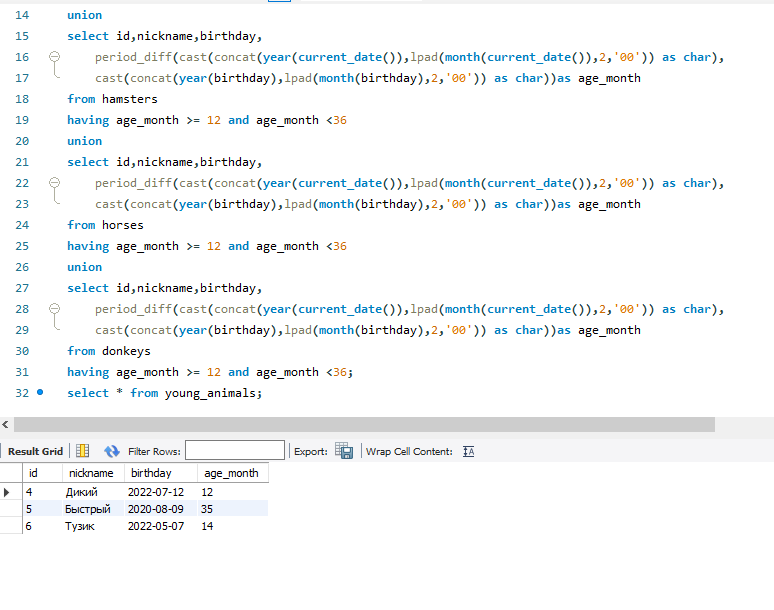 14 union
15 select id,nickname,birthday,
16 period_diff(cast(concat(year(current_date()),lpad(month(current_date()),2,'00')) as char),
17 cast(concat(year(birthday),lpad(month(birthday),2,'00')) as char))as age_month
18 from hamsters
19 having age_month >= 12 and age_month <36
20 union
21 select id,nickname,birthday,
22 period_diff(cast(concat(year(current_date()),lpad(month(current_date()),2,'00')) as char),
23 cast(concat(year(birthday),lpad(month(birthday),2,'00')) as char))as age_month
24 from horses
25 having age_month >= 12 and age_month <36
26 union
27 select id,nickname,birthday,
28 period_diff(cast(concat(year(current_date()),lpad(month(current_date()),2,'00')) as char),
29 cast(concat(year(birthday),lpad(month(birthday),2,'00')) as char))as age_month
30 from donkeys
31 having age_month >= 12 and age_month <36;
32 select * from young_animals;
Result Grid Filter Rows: Export: Wrap Cell Content:
id nickname birthday age_month
4 Дикий 2022-07-12 12
5 Быстрый 2020-08-09 35
6 Тузик 2022-05-07 14